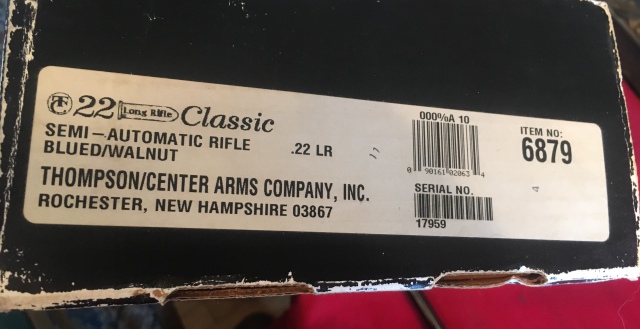 TC 22 Long Rifle Classic
SEMI-AUTOMATIC RIFLE .22 LR
BLUED/WALNUT
THOMPSON/CENTER ARMS COMPANY, INC.
ROCHESTER, NEW HAMPSHIRE 03867
000%A 10
0 90161 02063 4
SERIAL NO.
17959
ITEM NO:
6879